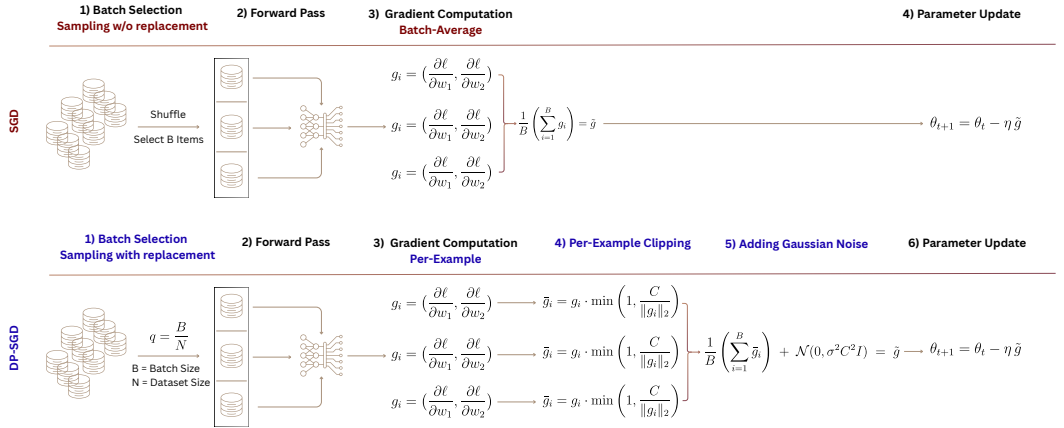 1) Batch Selection
Sampling w/o replacement
2) Forward Pass
3) Gradient Computation
Batch-Average
4) Parameter Update
SGD
Shuffle
Select B Items
g_i = (∂ℓ/∂w_1, ∂ℓ/∂w_2)
g_i = (∂ℓ/∂w_1, ∂ℓ/∂w_2)
g_i = (∂ℓ/∂w_1, ∂ℓ/∂w_2)
1/B (∑_{i=1}^{B} g_i) = g̃
θ_{t+1} = θ_t − η g̃
1) Batch Selection
Sampling with replacement
2) Forward Pass
3) Gradient Computation
Per-Example
4) Per-Example Clipping
5) Adding Gaussian Noise
6) Parameter Update
DP-SGD
q = B/N
B = Batch Size
N = Dataset Size
g_i = (∂ℓ/∂w_1, ∂ℓ/∂w_2)
ḡ_i = g_i · min (1, C/‖g_i‖_2)
g_i = (∂ℓ/∂w_1, ∂ℓ/∂w_2)
ḡ_i = g_i · min (1, C/‖g_i‖_2)
g_i = (∂ℓ/∂w_1, ∂ℓ/∂w_2)
ḡ_i = g_i · min (1, C/‖g_i‖_2)
1/B (∑_{i=1}^{B} ḡ_i) + 𝒩(0, σ²C²I) = g̃
θ_{t+1} = θ_t − η g̃